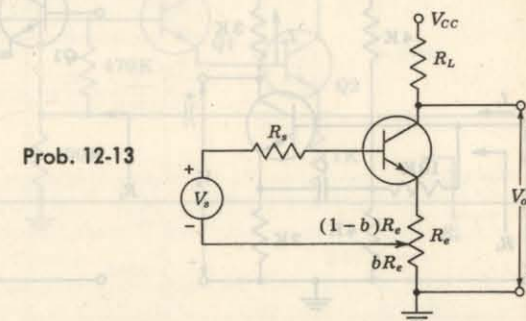 V_CC
R_L
R_s
Prob. 12-13
+
V_s
−
(1 − b)R_e
R_e
bR_e
V_o